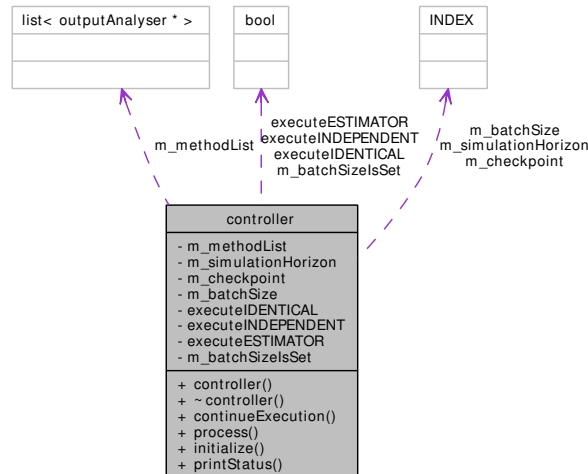 list< outputAnalyser * >
bool
INDEX
m_methodList
executeESTIMATOR
executeINDEPENDENT
executeIDENTICAL
m_batchSizeIsSet
m_batchSize
m_simulationHorizon
m_checkpoint
controller
- m_methodList
- m_simulationHorizon
- m_checkpoint
- m_batchSize
- executeIDENTICAL
- executeINDEPENDENT
- executeESTIMATOR
- m_batchSizeIsSet
+ controller()
+ ~controller()
+ continueExecution()
+ process()
+ initialize()
+ printStatus()